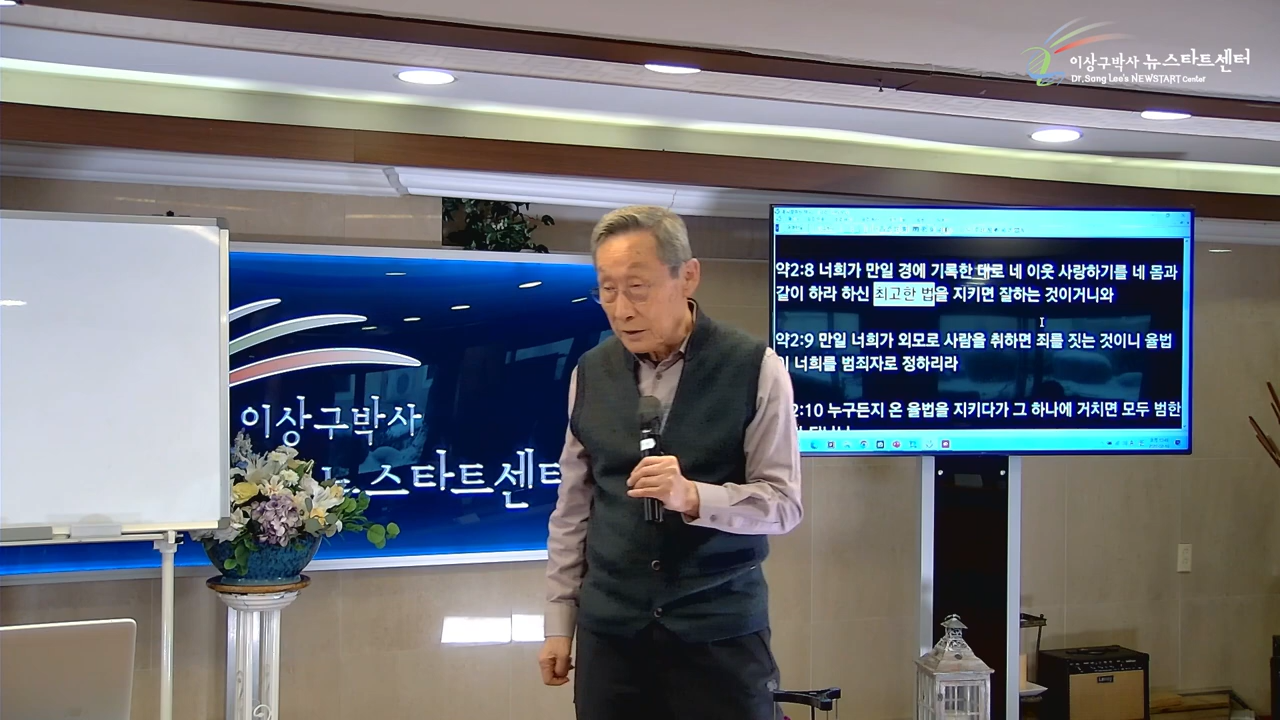 이상구박사 뉴스타트센터
Dr. Sang Lee's NEWSTART Center
약2:8 너희가 만일 경에 기록한 대로 네 이웃 사랑하기를 네 몸과
같이 하라 하신 최고한 법을 지키면 잘하는 것이거니와
약2:9 만일 너희가 외모로 사람을 취하면 죄를 짓는 것이니 율법
너희를 범죄자로 정하리라
2:10 누구든지 온 율법을 지키다가 그 하나에 거치면 모두 범한
이상구박사
뉴스타트센터